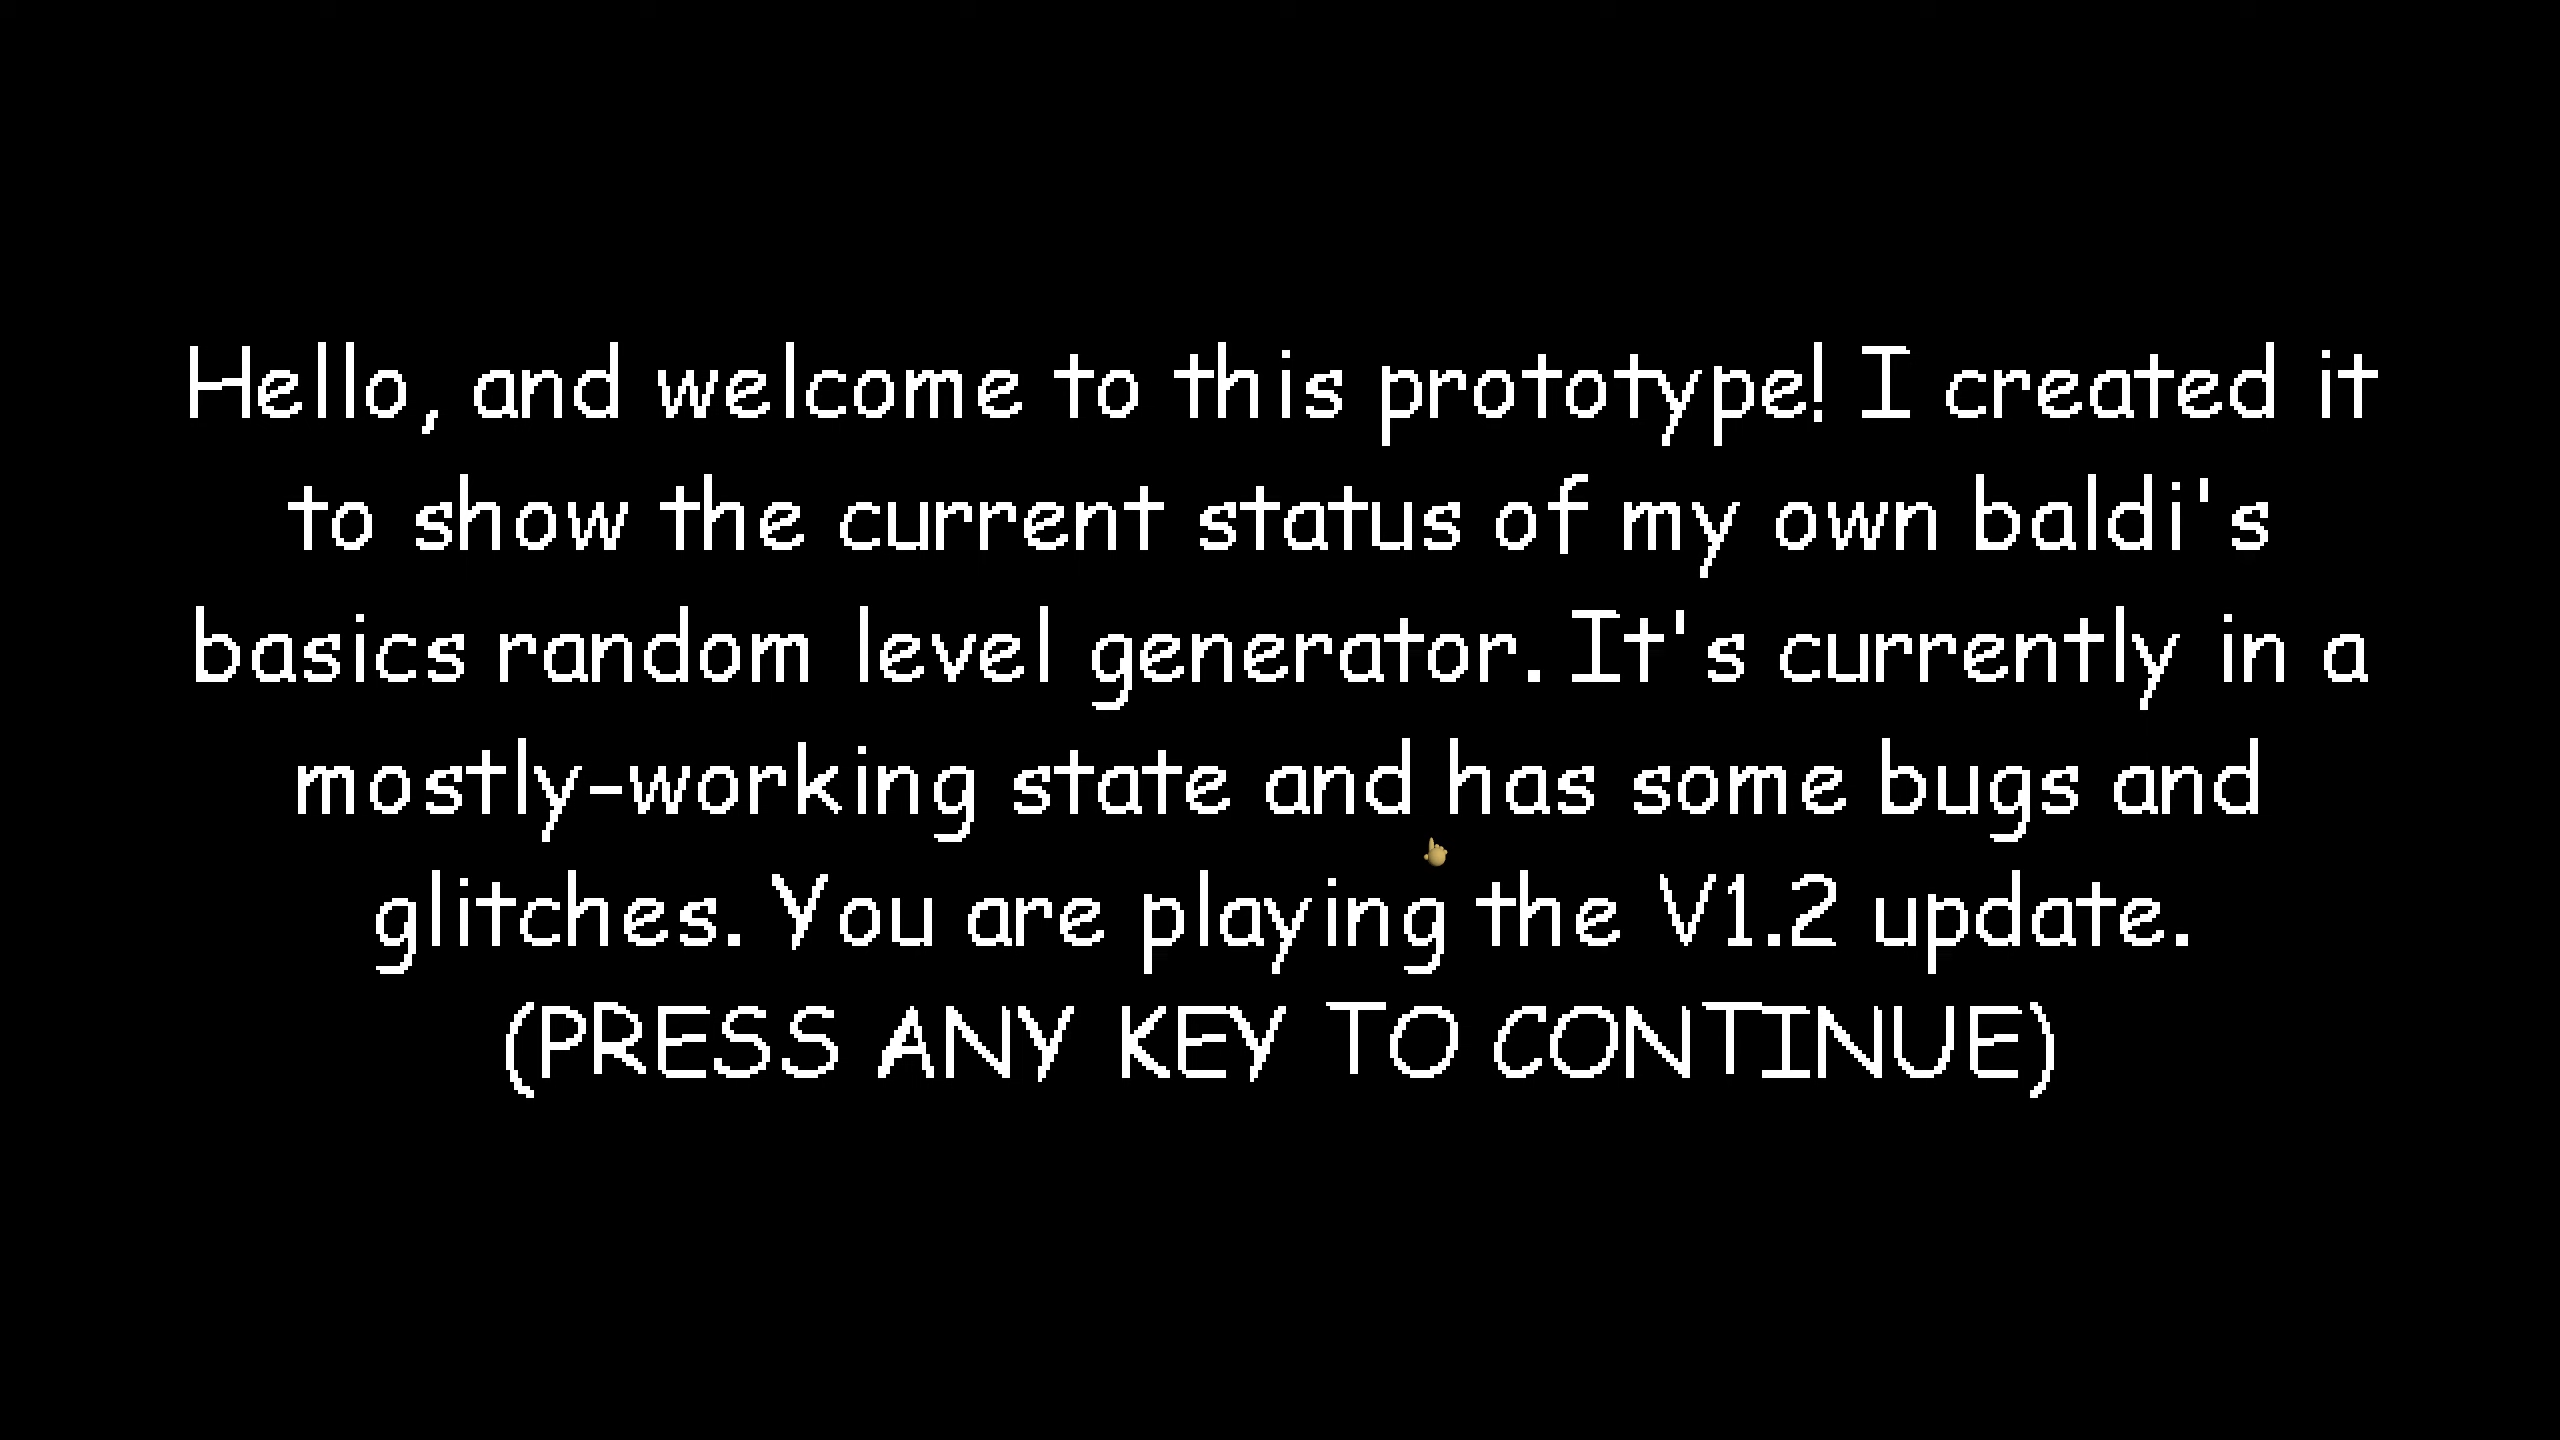 Hello, and welcome to this prototype! I created it
to show the current status of my own baldi's
basics random level generator. It's currently in a
mostly-working state and has some bugs and
glitches. You are playing the V1.2 update.
(PRESS ANY KEY TO CONTINUE)